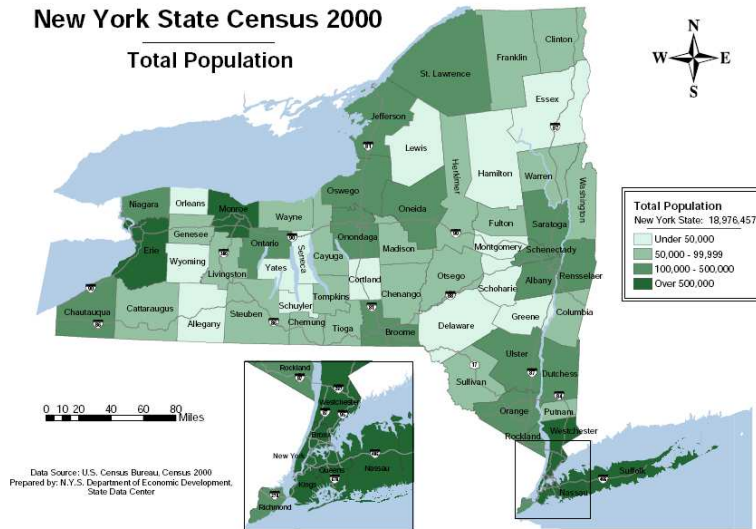 New York State Census 2000
Total Population
N
W E
S
Clinton
Franklin
St. Lawrence
Essex
Jefferson
Lewis
Hamilton
Herkimer
Warren
Washington
Oswego
Oneida
Niagara
Orleans
Monroe
Wayne
Fulton
Saratoga
Genesee
Onondaga
Madison
Montgomery
Schenectady
Erie
Ontario
Seneca
Cayuga
Wyoming
Livingston
Yates
Cortland
Otsego
Schoharie
Albany
Rensselaer
Schuyler
Tompkins
Chenango
Chautauqua
Cattaraugus
Allegany
Steuben
Chemung
Tioga
Broome
Delaware
Greene
Columbia
Ulster
Dutchess
Sullivan
17
Orange
Putnam
Rockland
Westchester
Suffolk
Nassau
Total Population
New York State: 18,976,457
Under 50,000
50,000 - 99,999
100,000 - 500,000
Over 500,000
Rockland
Westchester
Bronx
New York
Queens
Nassau
Kings
Richmond
0 10 20 40 60 80
Miles
Data Source: U.S. Census Bureau, Census 2000
Prepared by: N.Y.S. Department of Economic Development,
State Data Center